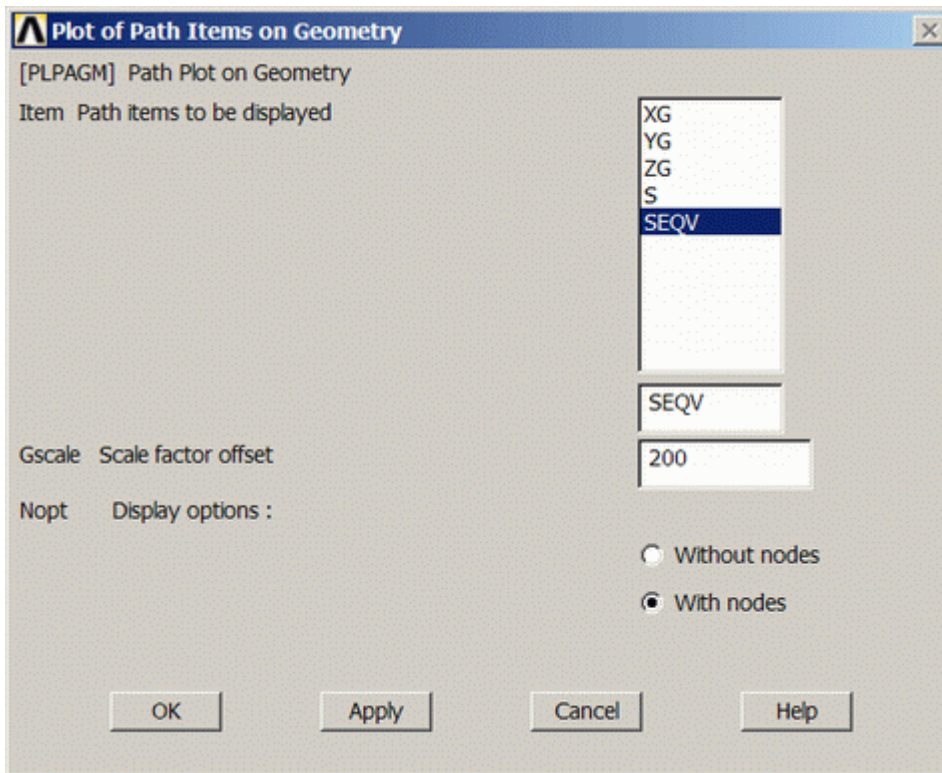 Plot of Path Items on Geometry
[PLPAGM] Path Plot on Geometry
Item Path items to be displayed
XG
YG
ZG
S
SEQV
SEQV
Gscale Scale factor offset
200
Nopt Display options :
Without nodes
With nodes
OK Apply Cancel Help